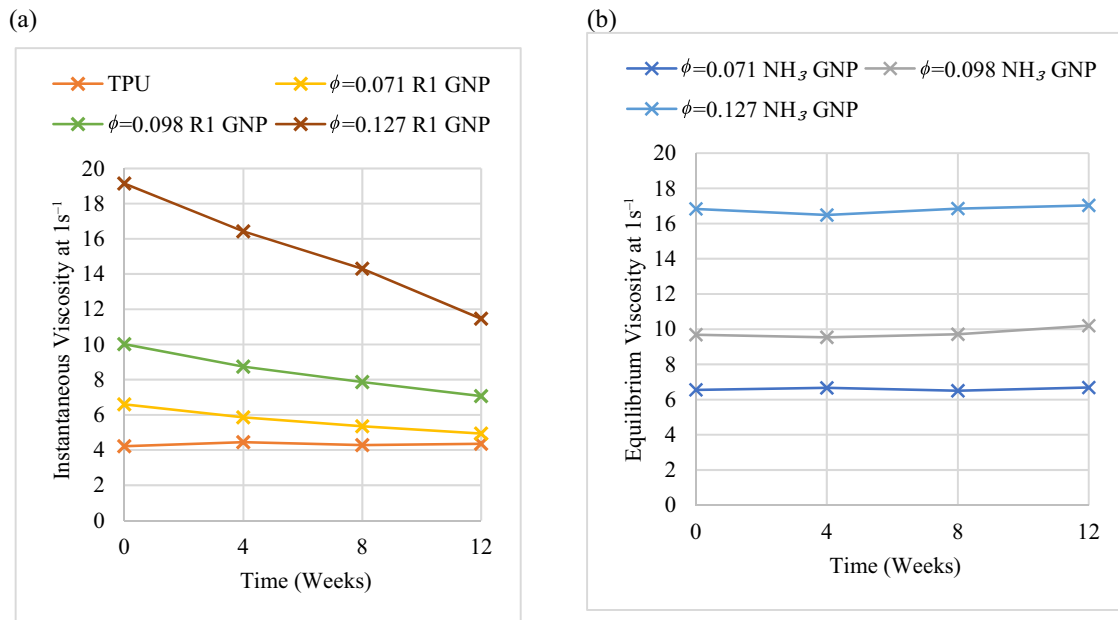 (a)
TPU ϕ=0.071 R1 GNP
ϕ=0.098 R1 GNP ϕ=0.127 R1 GNP
Instantaneous Viscosity at 1s⁻¹
20
18
16
14
12
10
8
6
4
2
0
0 4 8 12
Time (Weeks)
(b)
ϕ=0.071 NH₃ GNP ϕ=0.098 NH₃ GNP
ϕ=0.127 NH₃ GNP
Equilibrium Viscosity at 1s⁻¹
20
18
16
14
12
10
8
6
4
2
0
0 4 8 12
Time (Weeks)